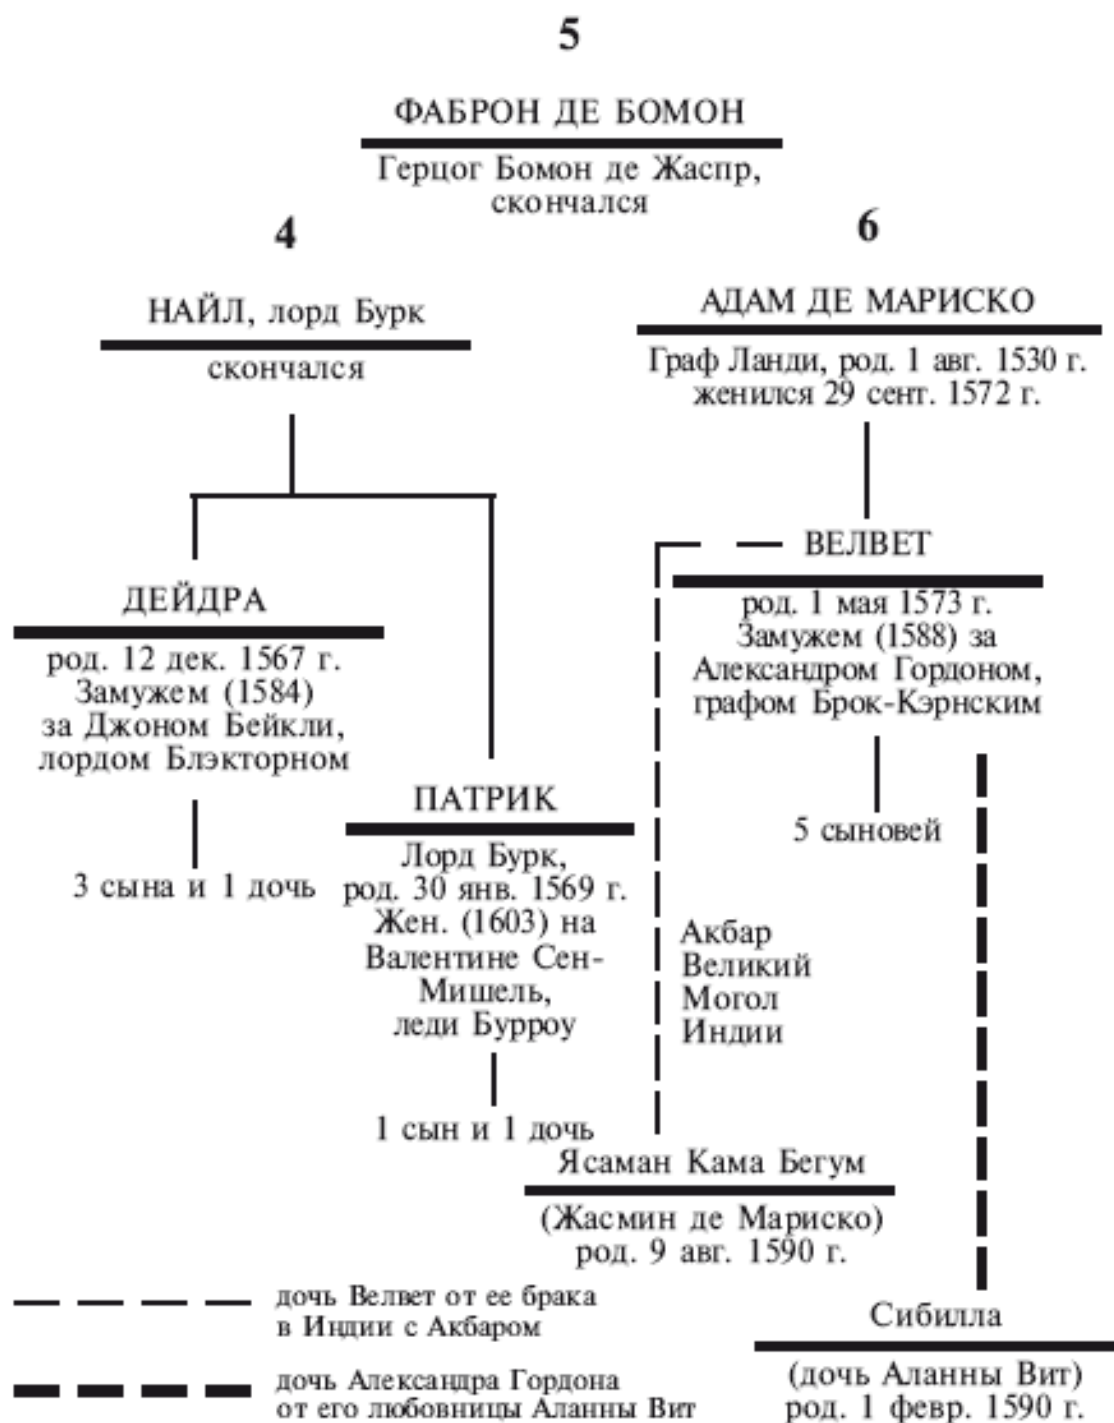 5
ФАБРОН ДЕ БОМОН
Герцог Бомон де Жаспр,
скончался
4
НАЙЛ, лорд Бурк
скончался
ДЕЙДРА
род. 12 дек. 1567 г.
Замужем (1584)
за Джоном Бейкли,
лордом Блэкторном
3 сына и 1 дочь
ПАТРИК
Лорд Бурк,
род. 30 янв. 1569 г.
Жен. (1603) на
Валентине Сен-
Мишель,
леди Бурроу
1 сын и 1 дочь
6
АДАМ ДЕ МАРИСКО
Граф Ланди, род. 1 авг. 1530 г.
женился 29 сент. 1572 г.
ВЕЛВЕТ
род. 1 мая 1573 г.
Замужем (1588) за
Александром Гордоном,
графом Брок-Кэрнским
5 сыновей
Акбар
Великий
Могол
Индии
Ясаман Кама Бегум
(Жасмин де Мариско)
род. 9 авг. 1590 г.
Сибилла
(дочь Аланны Вит)
род. 1 февр. 1590 г.
дочь Велвет от ее брака
в Индии с Акбаром
дочь Александра Гордона
от его любовницы Аланны Вит